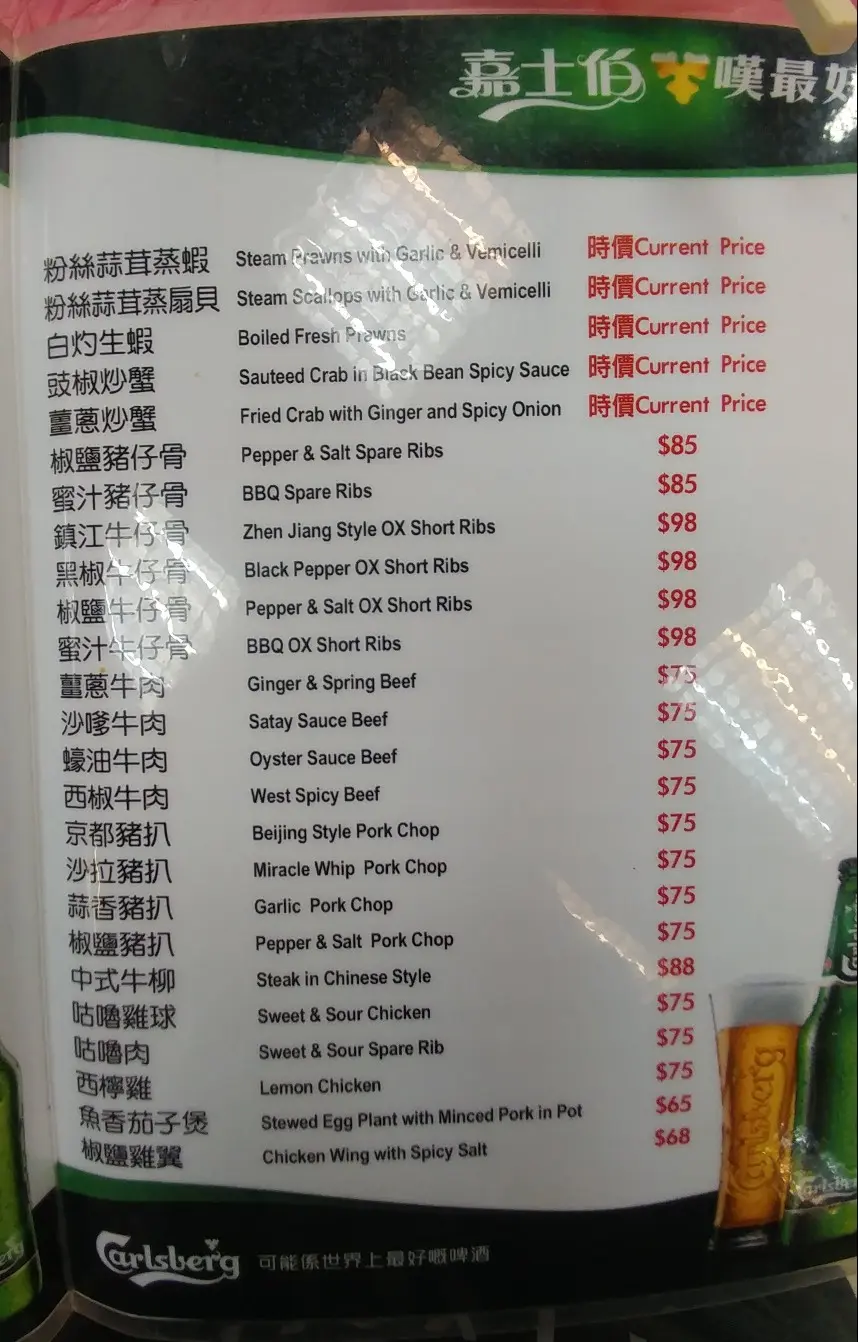 嘉士伯 嘆最好
粉絲蒜茸蒸蝦 Steam Prawns with Garlic & Vemicelli 時價Current Price
粉絲蒜茸蒸扇貝 Steam Scallops with Garlic & Vemicelli 時價Current Price
白灼生蝦 Boiled Fresh Prawns 時價Current Price
豉椒炒蟹 Sauteed Crab in Black Bean Spicy Sauce 時價Current Price
薑蔥炒蟹 Fried Crab with Ginger and Spicy Onion 時價Current Price
椒鹽豬仔骨 Pepper & Salt Spare Ribs $85
蜜汁豬仔骨 BBQ Spare Ribs $85
鎮江牛仔骨 Zhen Jiang Style OX Short Ribs $98
黑椒牛仔骨 Black Pepper OX Short Ribs $98
椒鹽牛仔骨 Pepper & Salt OX Short Ribs $98
蜜汁牛仔骨 BBQ OX Short Ribs $98
薑蔥牛肉 Ginger & Spring Beef $75
沙嗲牛肉 Satay Sauce Beef $75
蠔油牛肉 Oyster Sauce Beef $75
西椒牛肉 West Spicy Beef $75
京都豬扒 Beijing Style Pork Chop $75
沙拉豬扒 Miracle Whip Pork Chop $75
蒜香豬扒 Garlic Pork Chop $75
椒鹽豬扒 Pepper & Salt Pork Chop $75
中式牛柳 Steak in Chinese Style $88
咕嚕雞球 Sweet & Sour Chicken $75
咕嚕肉 Sweet & Sour Spare Rib $75
西檸雞 Lemon Chicken $75
魚香茄子煲 Stewed Egg Plant with Minced Pork in Pot $65
椒鹽雞翼 Chicken Wing with Spicy Salt $68
Carlsberg
Carlsberg
Carlsberg 可能係世界上最好嘅啤酒